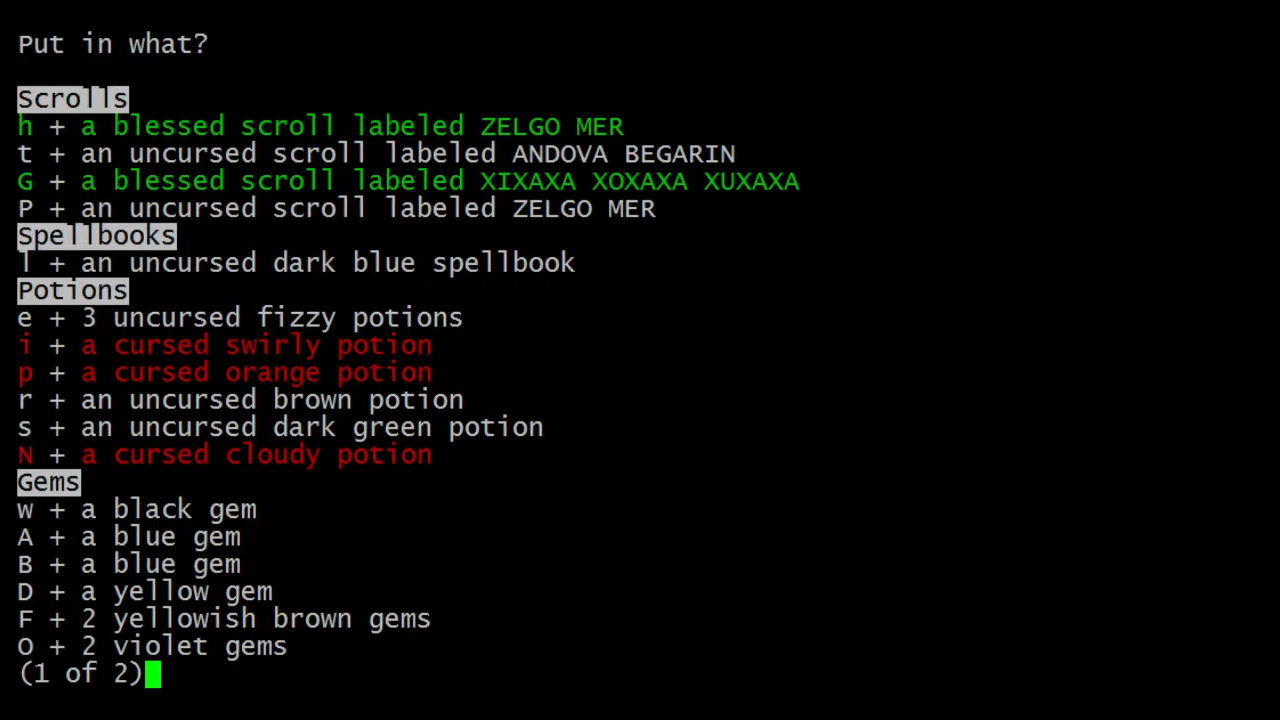 Put in what?
Scrolls
h + a blessed scroll labeled ZELGO MER
t + an uncursed scroll labeled ANDOVA BEGARIN
G + a blessed scroll labeled XIXAXA XOXAXA XUXAXA
P + an uncursed scroll labeled ZELGO MER
Spellbooks
l + an uncursed dark blue spellbook
Potions
e + 3 uncursed fizzy potions
i + a cursed swirly potion
p + a cursed orange potion
r + an uncursed brown potion
s + an uncursed dark green potion
N + a cursed cloudy potion
Gems
w + a black gem
A + a blue gem
B + a blue gem
D + a yellow gem
F + 2 yellowish brown gems
O + 2 violet gems
(1 of 2)